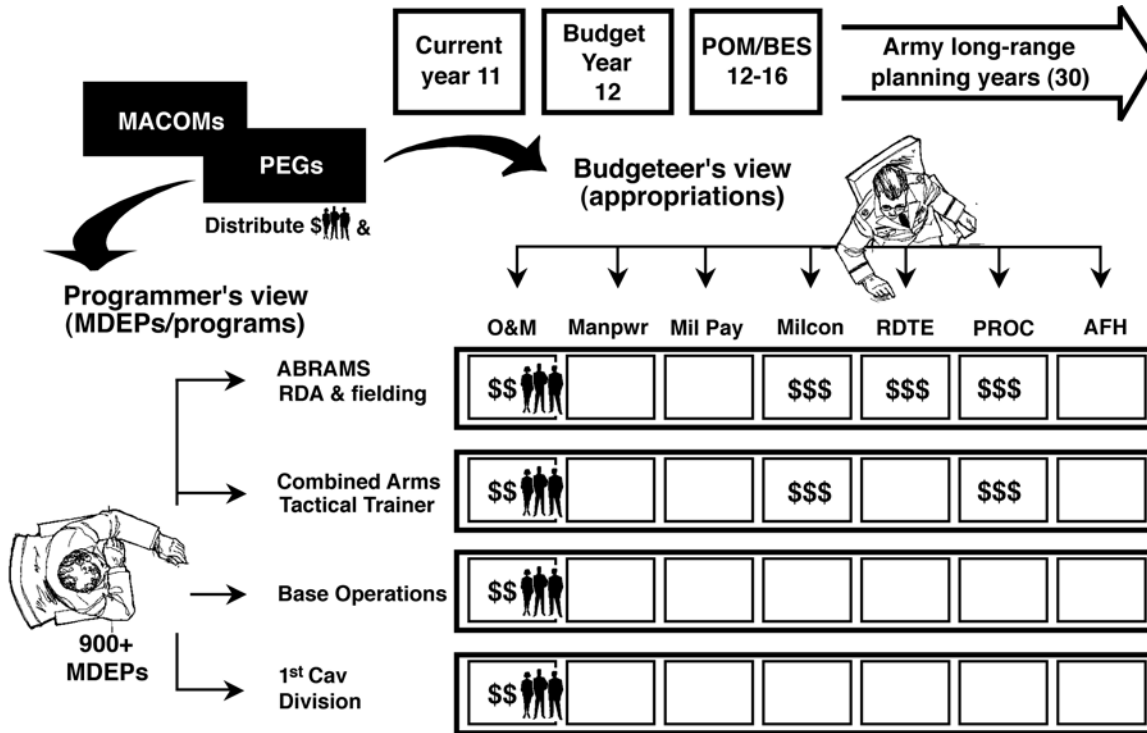 Current
year 11
Budget
Year
12
POM/BES
12-16
Army long-range
planning years (30)
MACOMs
PEGs
Distribute $ &
Budgeteer's view
(appropriations)
Programmer's view
(MDEPs/programs)
O&M Manpwr Mil Pay Milcon RDTE PROC AFH
ABRAMS
RDA & fielding
$$ $$$ $$$ $$$
Combined Arms
Tactical Trainer
$$ $$$ $$$
Base Operations
$$
900+
MDEPs
1st Cav
Division
$$